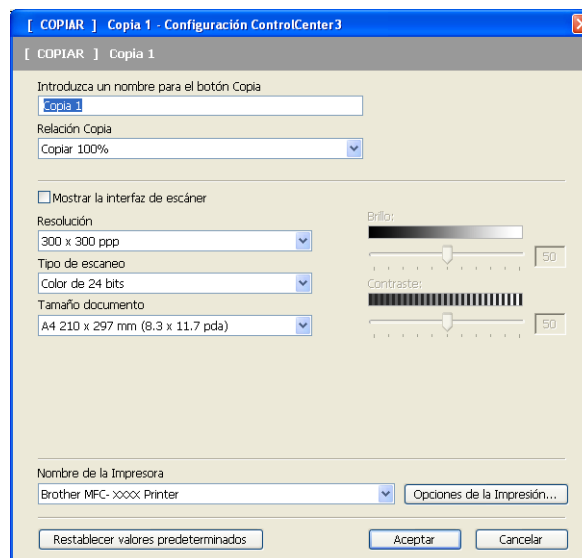 [ COPIAR ] Copia 1 - Configuración ControlCenter3
[ COPIAR ] Copia 1
Introduzca un nombre para el botón Copia
Copia 1
Relación Copia
Copiar 100%
Mostrar la interfaz de escáner
Resolución
300 x 300 ppp
Tipo de escaneo
Color de 24 bits
Tamaño documento
A4 210 x 297 mm (8.3 x 11.7 pda)
Brillo:
50
Contraste:
50
Nombre de la Impresora
Brother MFC- XXXX Printer
Opciones de la Impresión...
Restablecer valores predeterminados
Aceptar
Cancelar